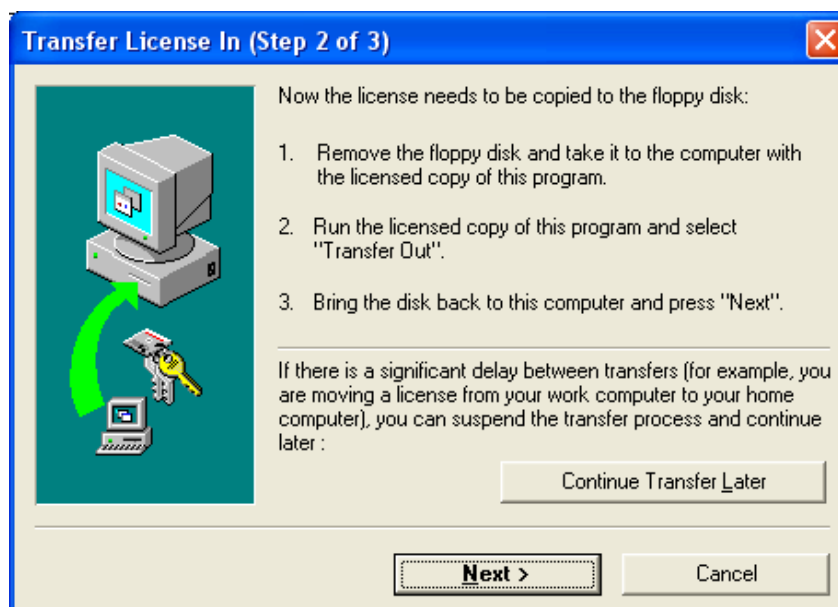 Transfer License In (Step 2 of 3)
Now the license needs to be copied to the floppy disk:
1. Remove the floppy disk and take it to the computer with
the licensed copy of this program.
2. Run the licensed copy of this program and select
"Transfer Out".
3. Bring the disk back to this computer and press "Next".
If there is a significant delay between transfers (for example, you
are moving a license from your work computer to your home
computer), you can suspend the transfer process and continue
later :
Continue Transfer Later
Next >
Cancel